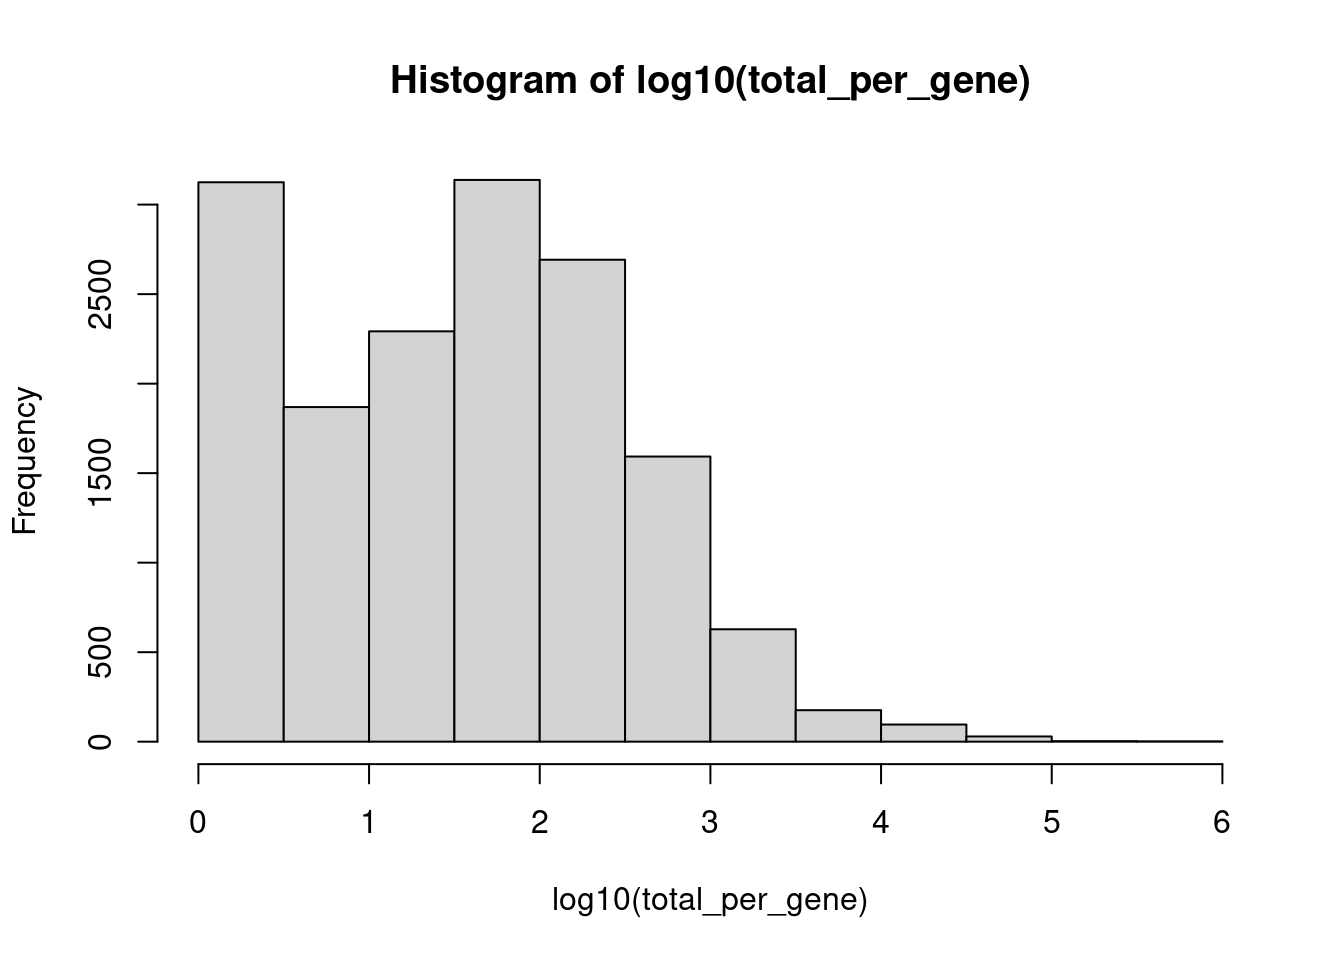 Histogram of log10(total_per_gene)
Frequency
2500
1500
500
0
0 1 2 3 4 5 6
log10(total_per_gene)